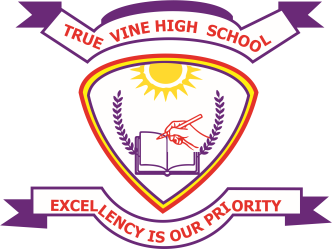 TRUE VINE HIGH SCHOOL
EXCELLENCY IS OUR PRIORITY